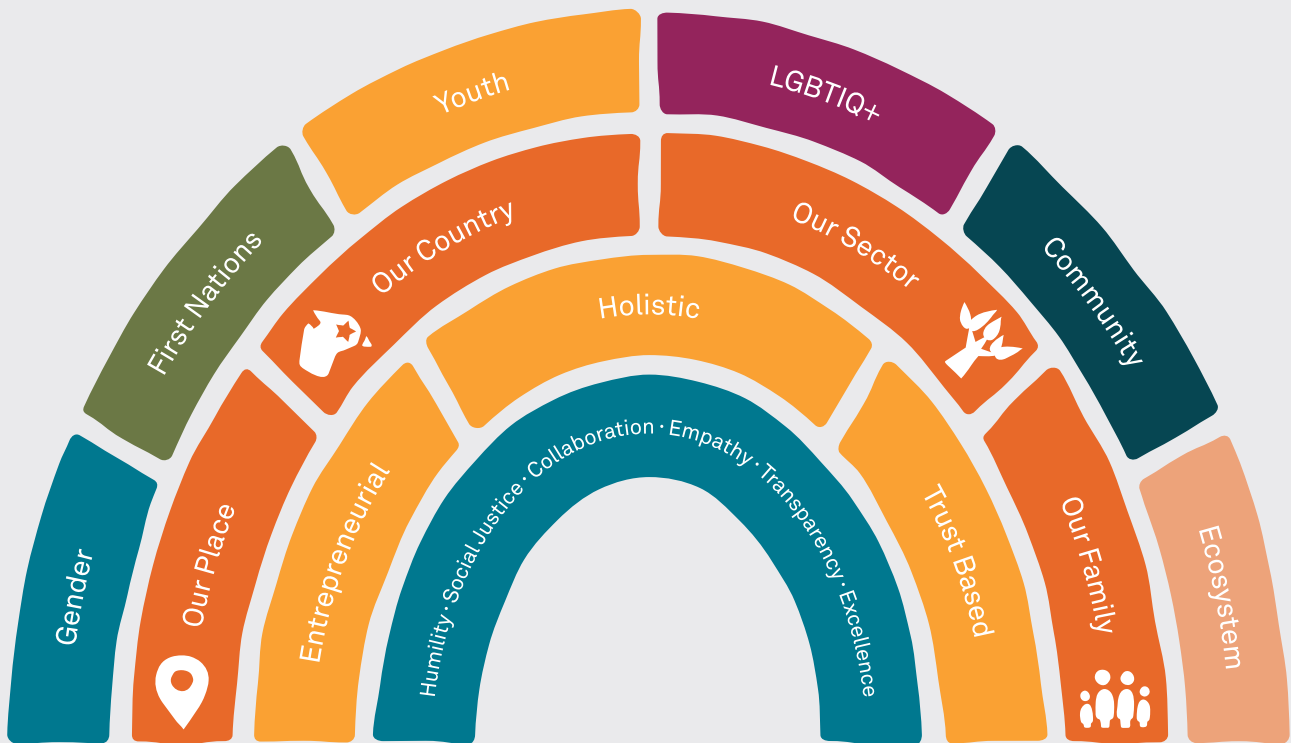 Gender
First Nations
Youth
LGBTIQ+
Community
Ecosystem
Our Place
Our Country
Our Sector
Our Family
Entrepreneurial
Holistic
Trust Based
Humility · Social Justice · Collaboration · Empathy · Transparency · Excellence